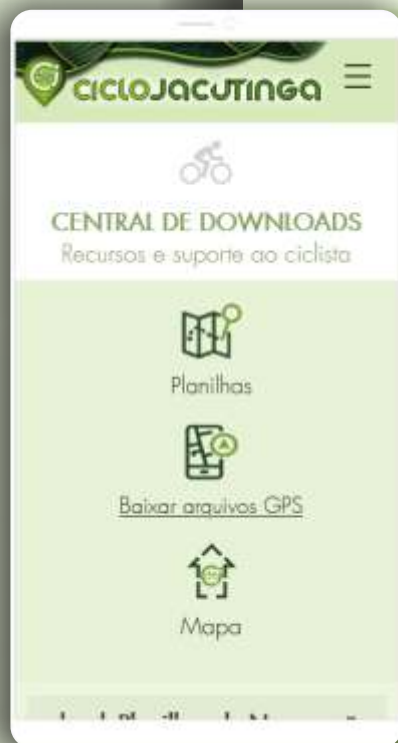 CICLOJACUTINGA
CENTRAL DE DOWNLOADS
Recursos e suporte ao ciclista
Planilhas
Baixar arquivos GPS
Mapa